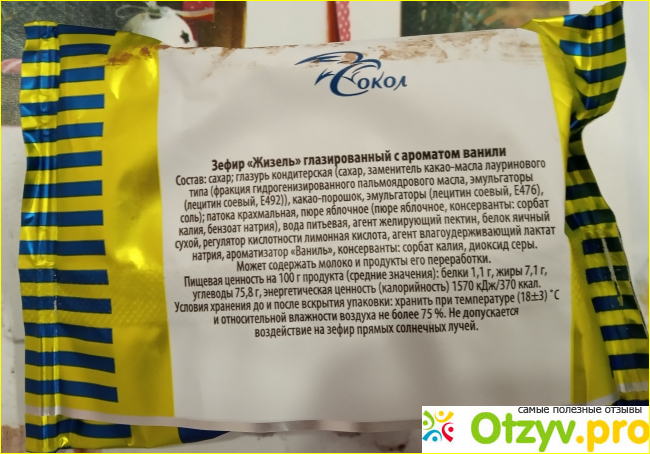 Сокол
Зефир «Жизель» глазированный с ароматом ванили
Состав: сахар; глазурь кондитерская (сахар, заменитель какао-масла лауринового
типа (фракция гидрогенизированного пальмоядрового масла, эмульгаторы
(лецитин соевый, Е492)), какао-порошок, эмульгаторы (лецитин соевый, Е476),
соль); патока крахмальная, пюре яблочное (пюре яблочное, консерванты: сорбат
калия, бензоат натрия), вода питьевая, агент желирующий пектин, белок яичный
сухой, регулятор кислотности лимонная кислота, агент влагоудерживающий лактат
натрия, ароматизатор «Ваниль», консерванты: сорбат калия, диоксид серы.
Может содержать молоко и продукты его переработки.
Пищевая ценность на 100 г продукта (средние значения): белки 1,1 г, жиры 7,1 г,
углеводы 75,8 г, энергетическая ценность (калорийность) 1570 кДж/370 ккал.
Условия хранения до и после вскрытия упаковки: хранить при температуре (18±3) ˚С
и относительной влажности воздуха не более 75 %. Не допускается
воздействие на зефир прямых солнечных лучей.
самые полезные отзывы
Otzyv.pro